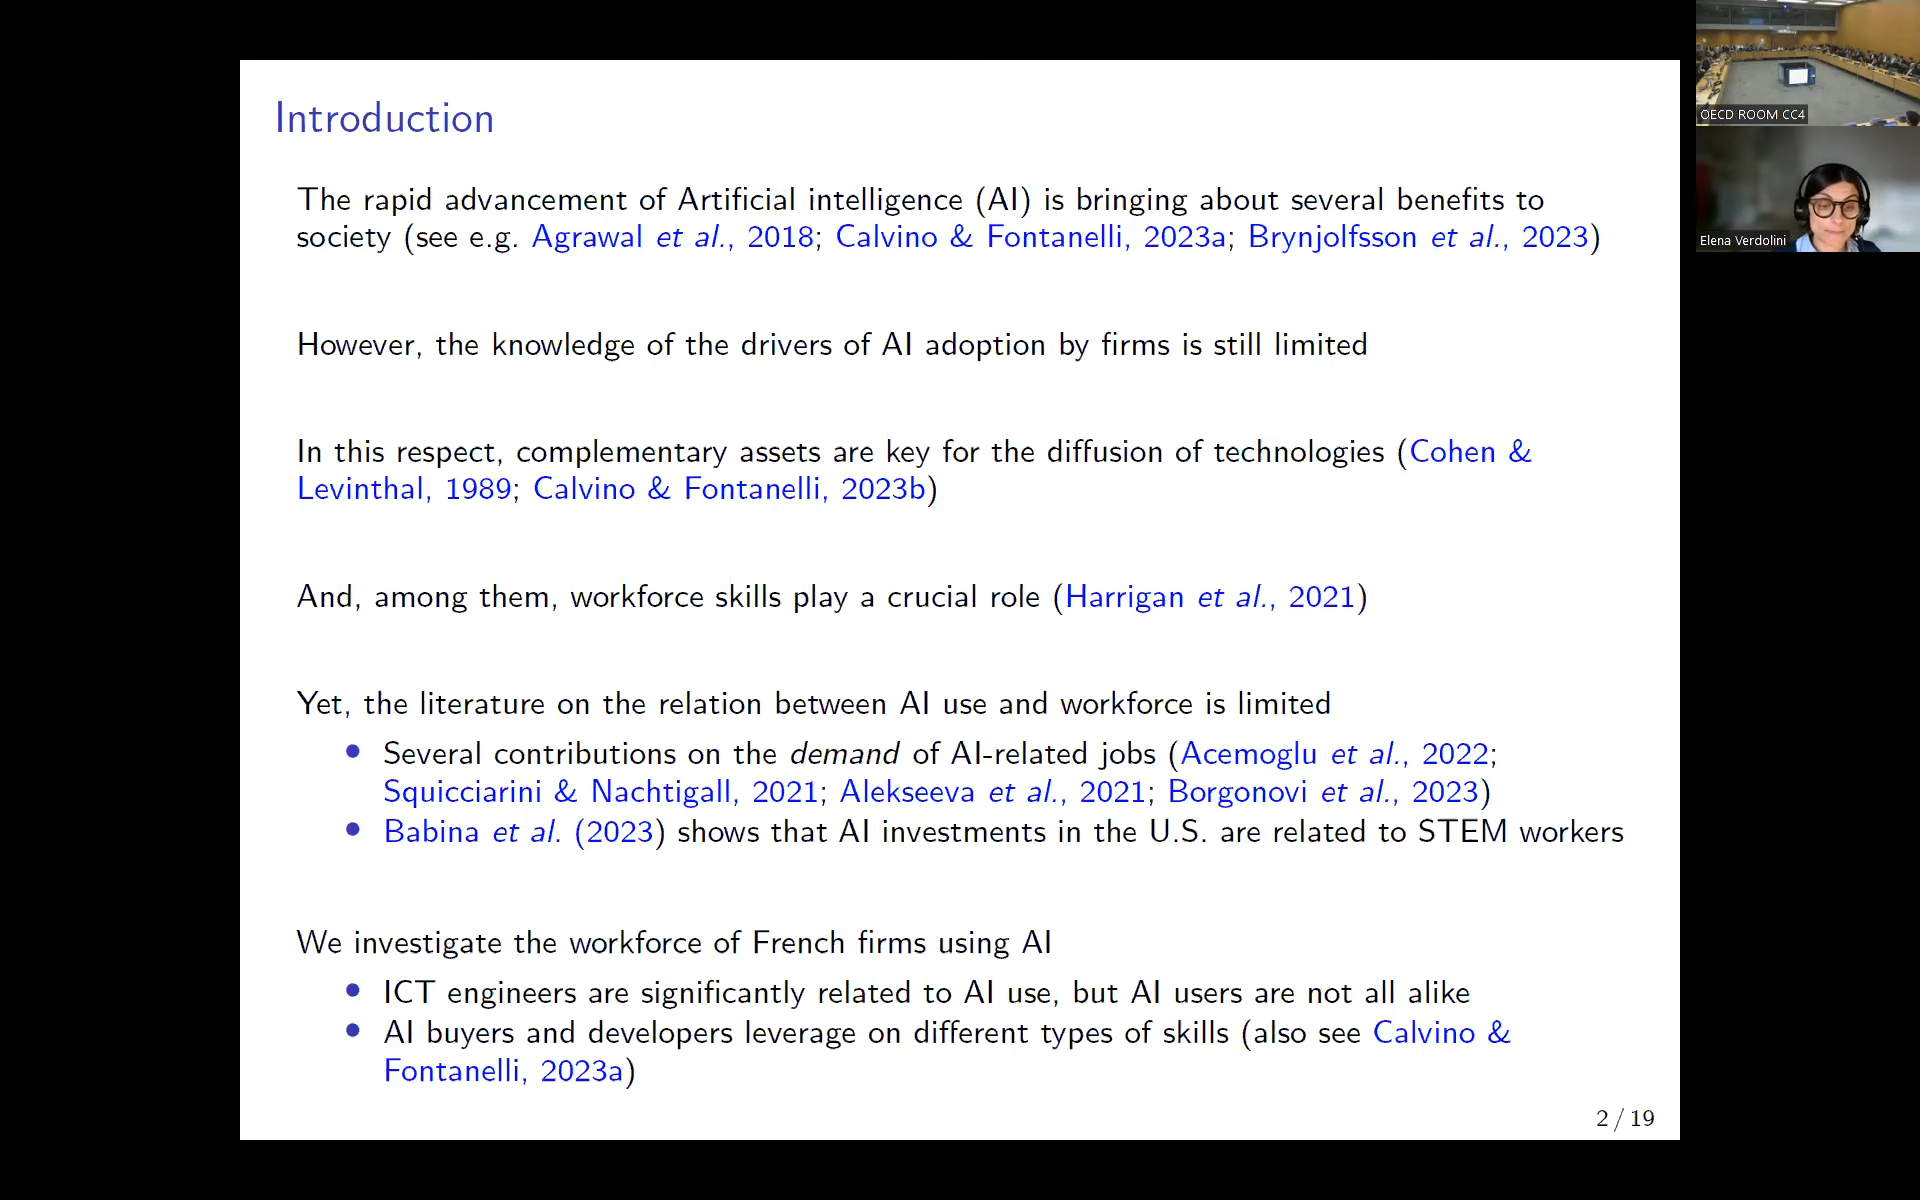 Introduction
The rapid advancement of Artificial intelligence (AI) is bringing about several benefits to
society (see e.g. Agrawal et al., 2018; Calvino & Fontanelli, 2023a; Brynjolfsson et al., 2023)
However, the knowledge of the drivers of AI adoption by firms is still limited
In this respect, complementary assets are key for the diffusion of technologies (Cohen &
Levinthal, 1989; Calvino & Fontanelli, 2023b)
And, among them, workforce skills play a crucial role (Harrigan et al., 2021)
Yet, the literature on the relation between AI use and workforce is limited
• Several contributions on the demand of AI-related jobs (Acemoglu et al., 2022;
Squicciarini & Nachtigall, 2021; Alekseeva et al., 2021; Borgonovi et al., 2023)
• Babina et al. (2023) shows that AI investments in the U.S. are related to STEM workers
We investigate the workforce of French firms using AI
• ICT engineers are significantly related to AI use, but AI users are not all alike
• AI buyers and developers leverage on different types of skills (also see Calvino &
Fontanelli, 2023a)
2 / 19
OECD ROOM CC4
Elena Verdolini